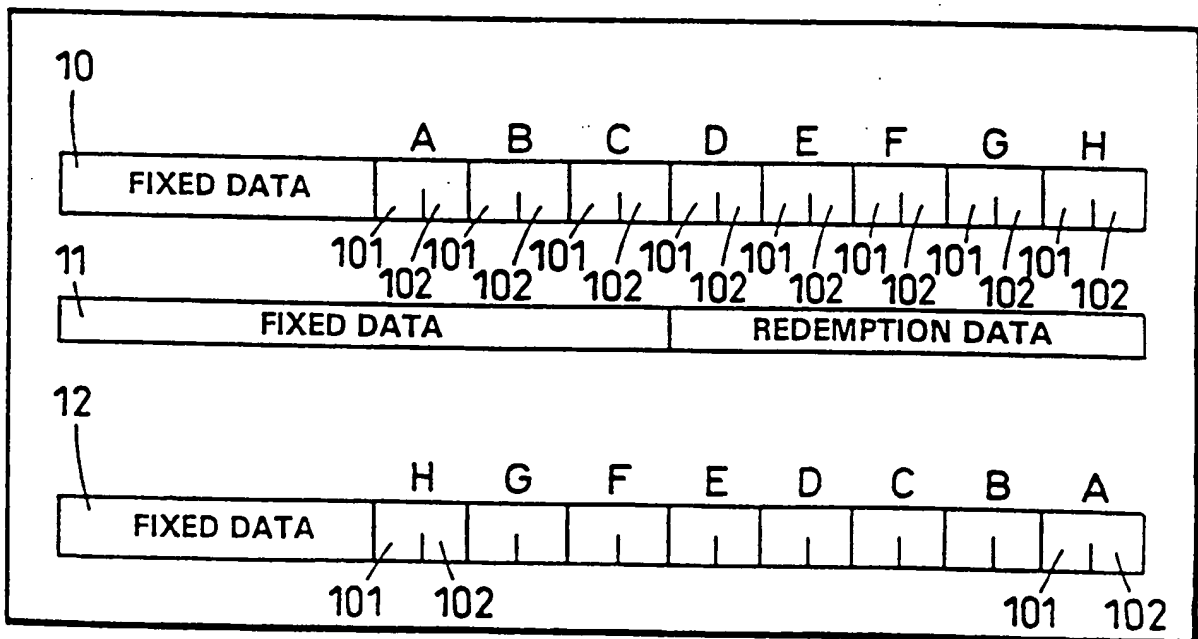 10
A B C D E F G H
FIXED DATA
101 101 101 101 101 101 101 101
102 102 102 102 102 102 102 102
11
FIXED DATA REDEMPTION DATA
12
H G F E D C B A
FIXED DATA
101 102 101 102